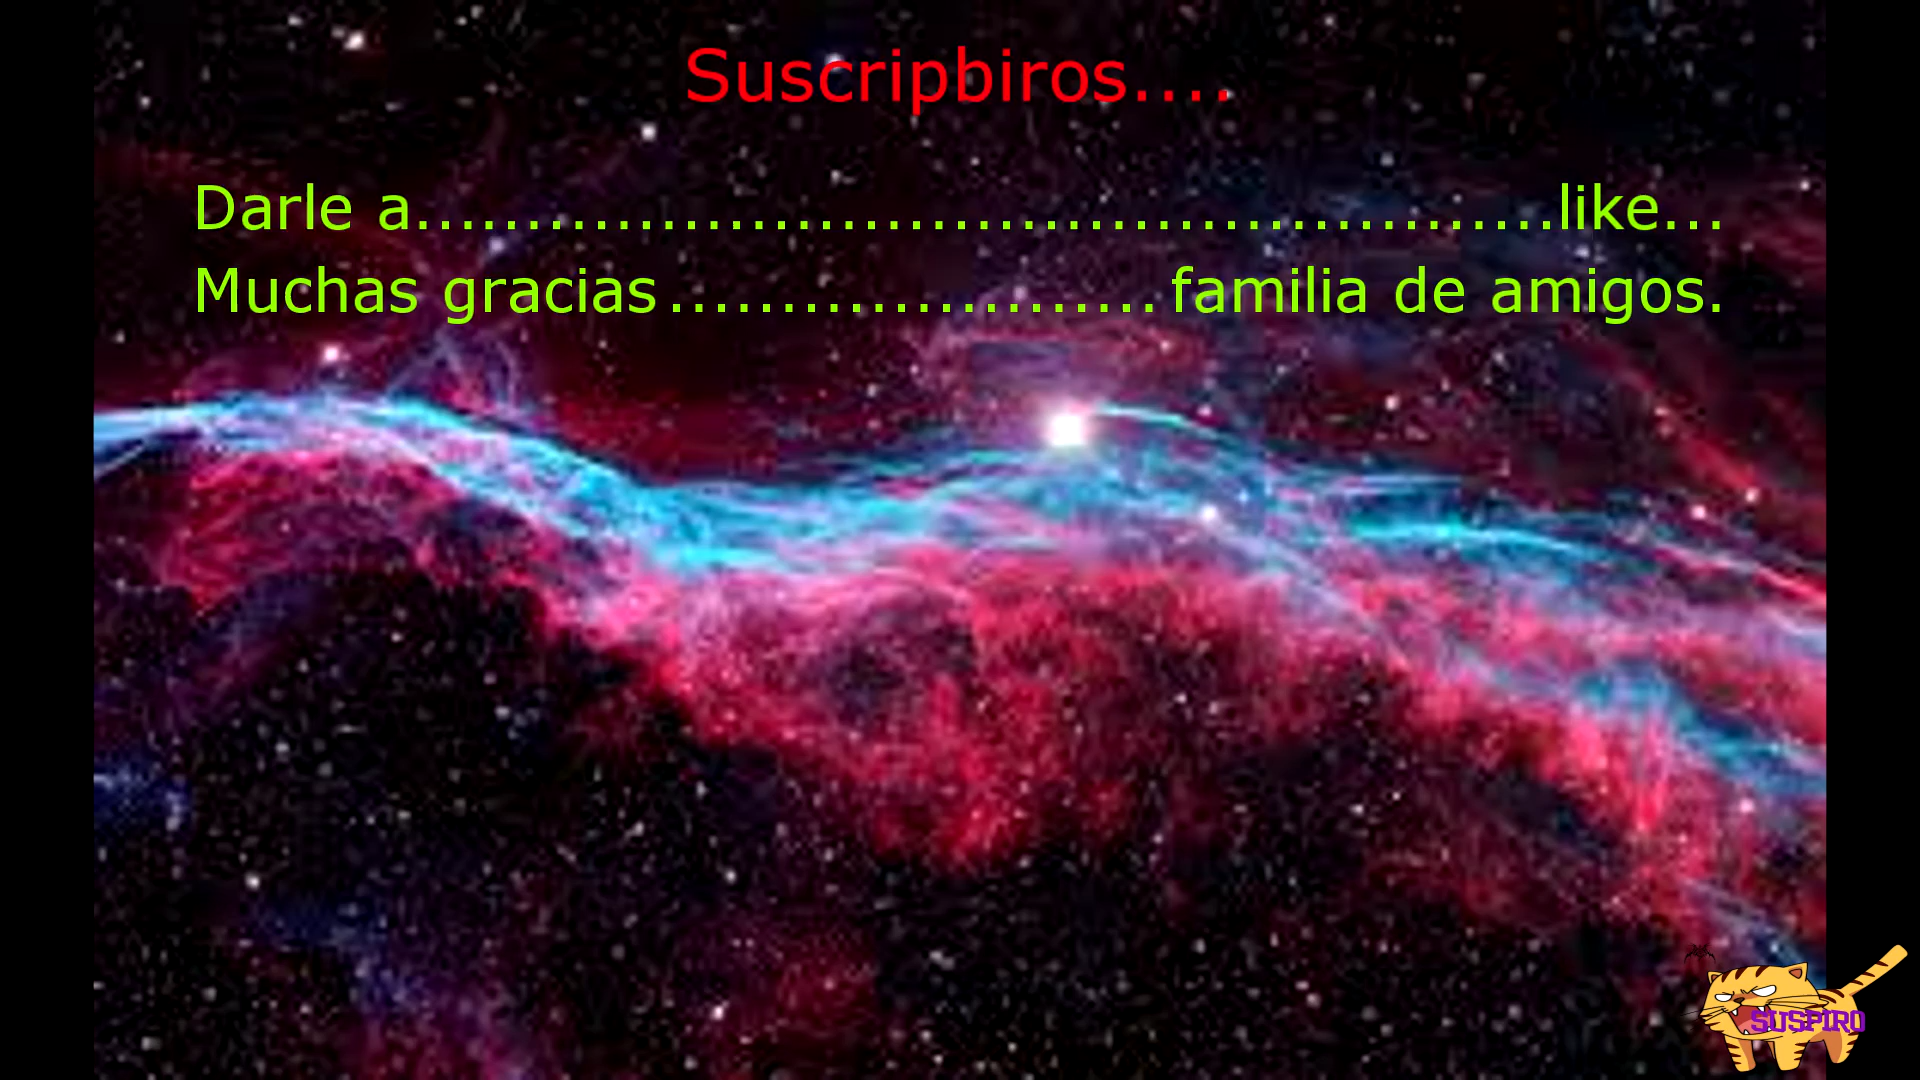 Suscripbiros....
Darle a...................................................like...
Muchas gracias...................... familia de amigos.
SUSPIRO